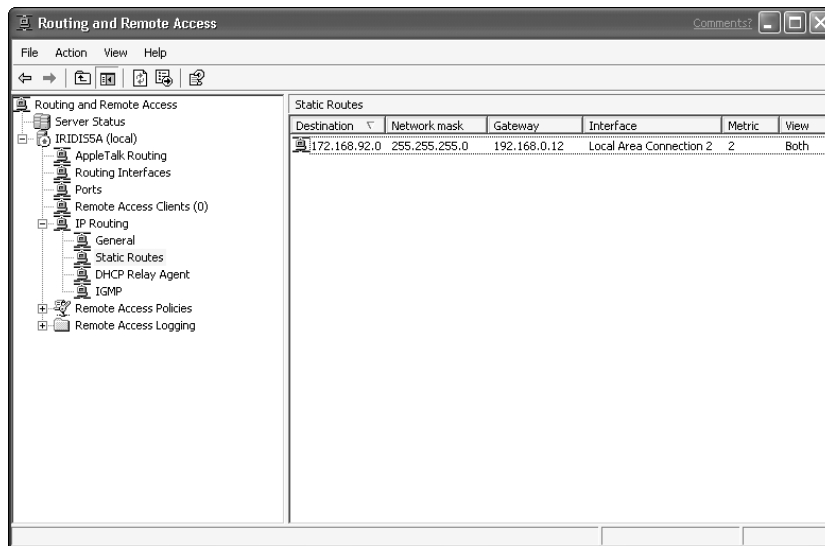 Routing and Remote Access
Comments?
File Action View Help
Routing and Remote Access
Server Status
IRIDIS5A (local)
AppleTalk Routing
Routing Interfaces
Ports
Remote Access Clients (0)
IP Routing
General
Static Routes
DHCP Relay Agent
IGMP
Remote Access Policies
Remote Access Logging
Static Routes
Destination Network mask Gateway Interface Metric View
172.168.92.0 255.255.255.0 192.168.0.12 Local Area Connection 2 2 Both